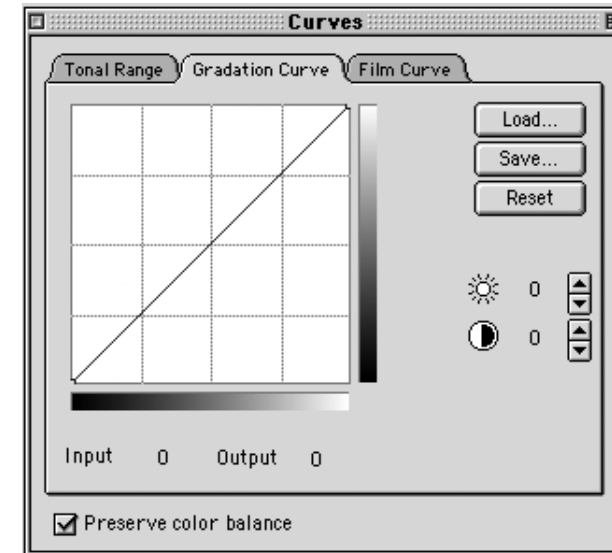 Curves
Tonal Range Gradation Curve Film Curve
Load...
Save...
Reset
0
0
Input 0 Output 0
Preserve color balance